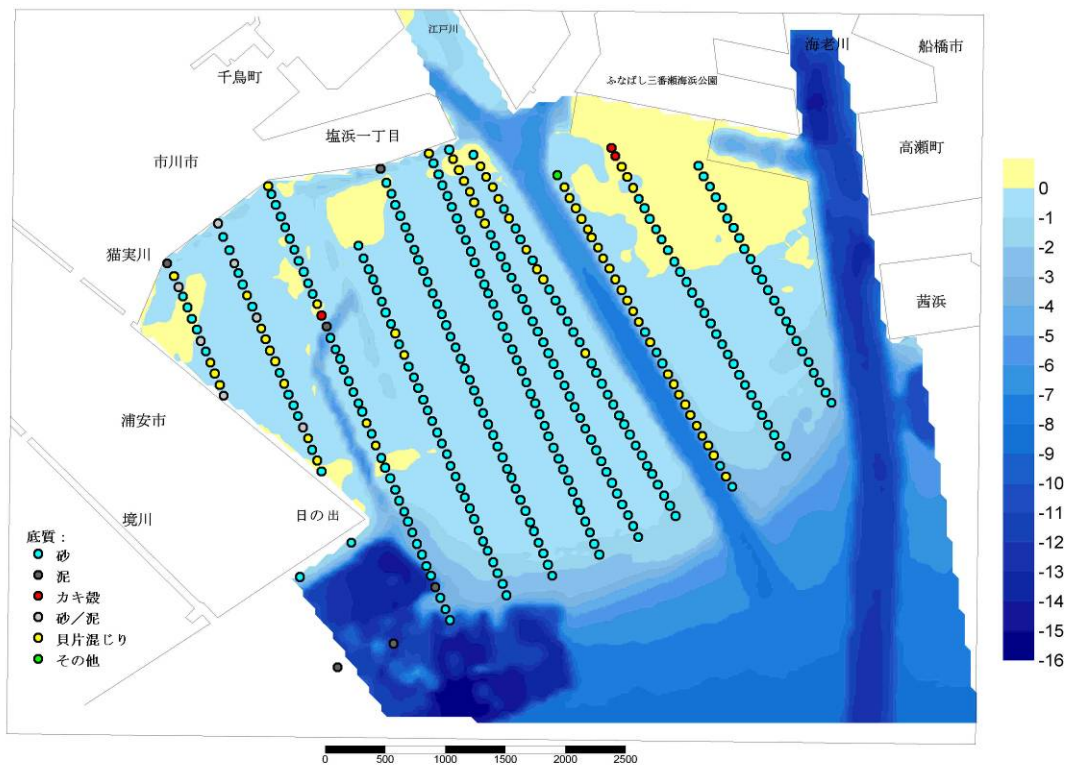 江戸川
海老川
船橋市
千鳥町
ふなばし三番瀬海浜公園
塩浜一丁目
高瀬町
市川市
猫実川
茜浜
浦安市
境川
日の出
底質：
砂
泥
カキ殻
砂／泥
貝片混じり
その他
0
-1
-2
-3
-4
-5
-6
-7
-8
-9
-10
-11
-12
-13
-14
-15
-16
0 500 1000 1500 2000 2500